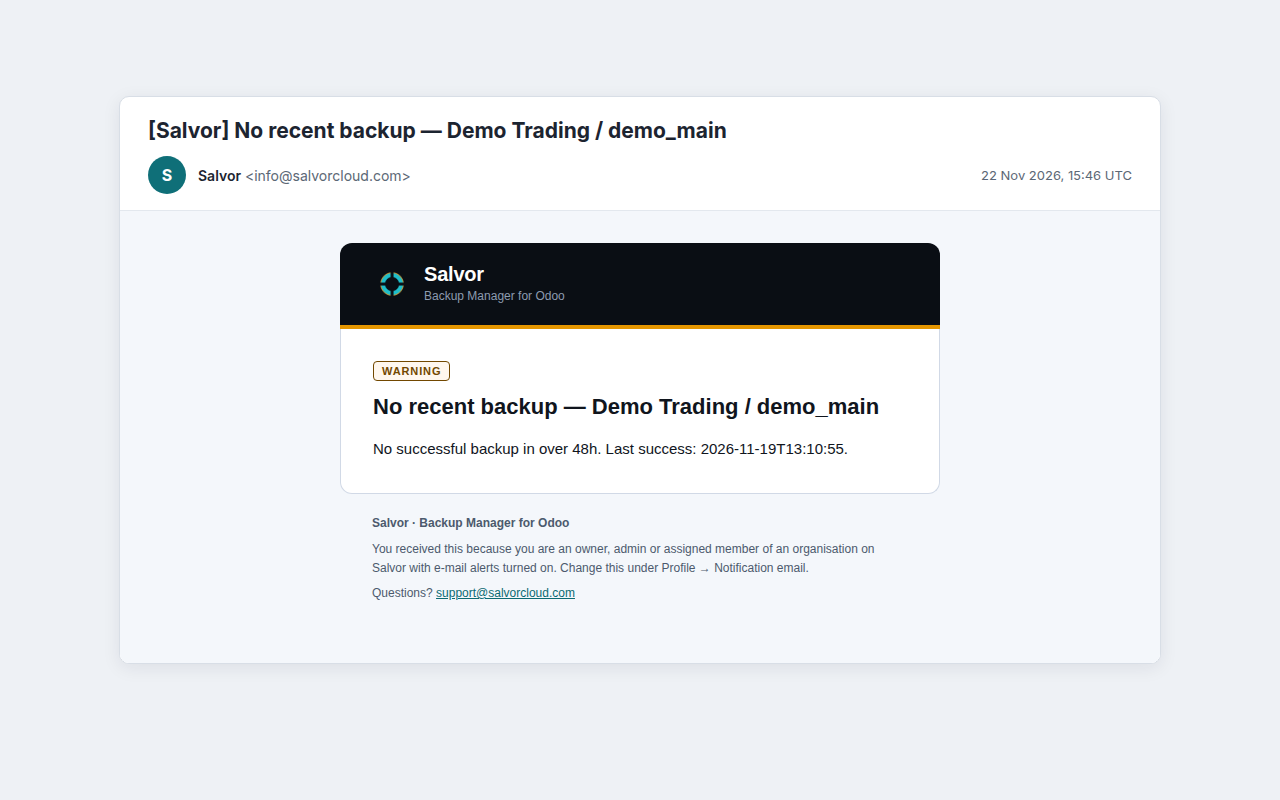 [Salvor] No recent backup — Demo Trading / demo_main
S
Salvor <info@salvorcloud.com>
22 Nov 2026, 15:46 UTC
Salvor
Backup Manager for Odoo
WARNING
No recent backup — Demo Trading / demo_main
No successful backup in over 48h. Last success: 2026-11-19T13:10:55.
Salvor · Backup Manager for Odoo
You received this because you are an owner, admin or assigned member of an organisation on
Salvor with e-mail alerts turned on. Change this under Profile → Notification email.
Questions? support@salvorcloud.com